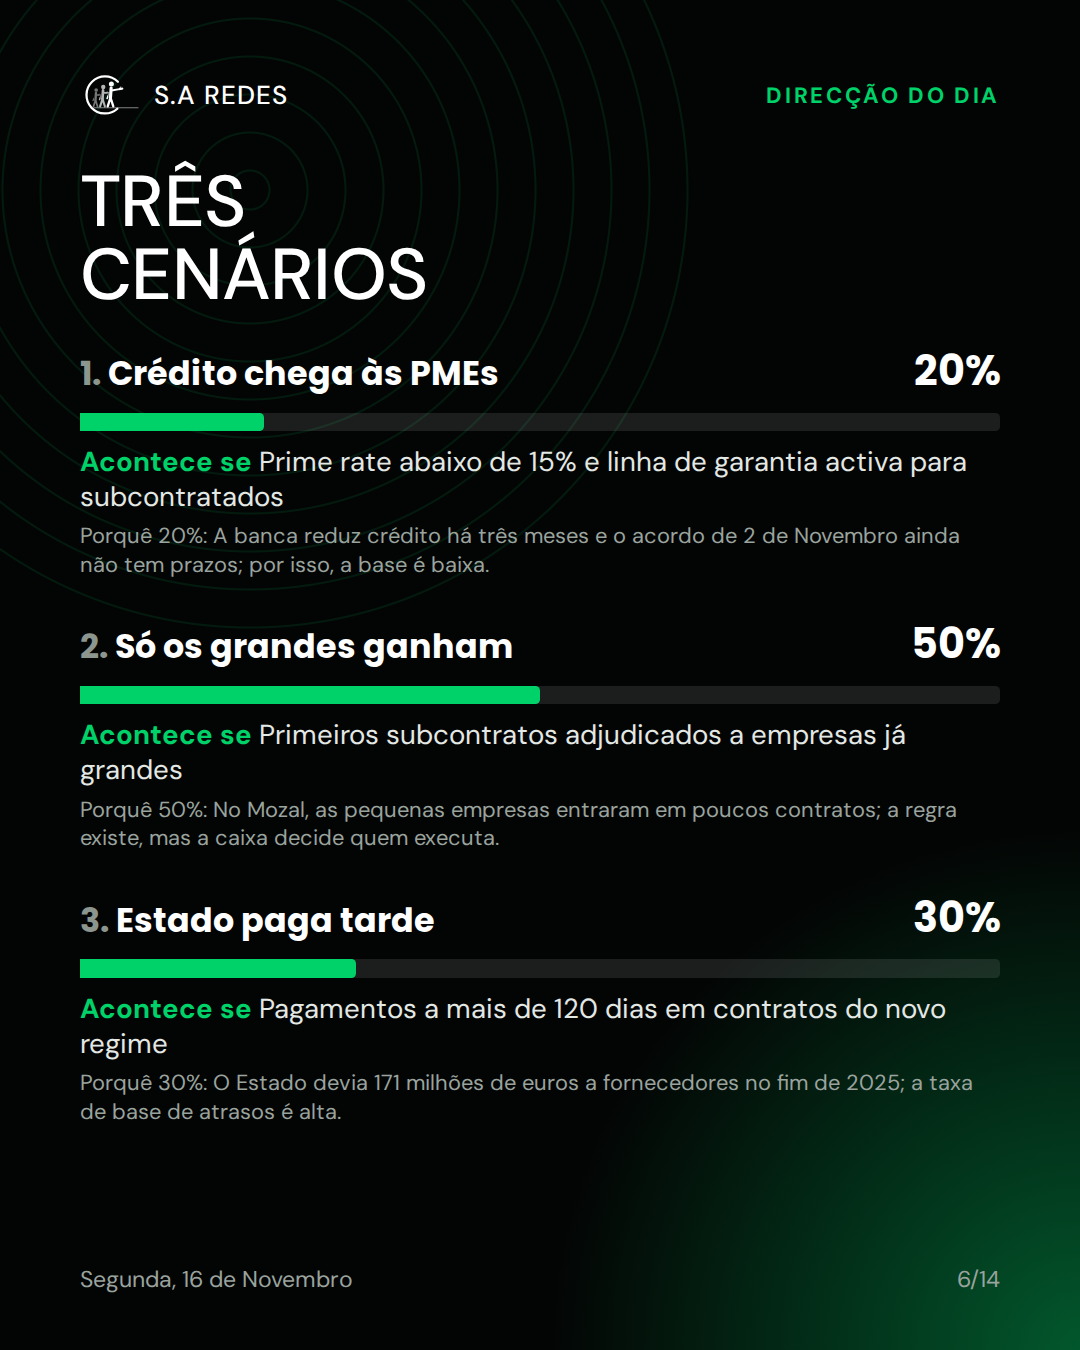 S.A REDES
DIRECÇÃO DO DIA
TRÊS
CENÁRIOS
1. Crédito chega às PMEs
20%
Acontece se Prime rate abaixo de 15% e linha de garantia activa para
subcontratados
Porquê 20%: A banca reduz crédito há três meses e o acordo de 2 de Novembro ainda
não tem prazos; por isso, a base é baixa.
2. Só os grandes ganham
50%
Acontece se Primeiros subcontratos adjudicados a empresas já
grandes
Porquê 50%: No Mozal, as pequenas empresas entraram em poucos contratos; a regra
existe, mas a caixa decide quem executa.
3. Estado paga tarde
30%
Acontece se Pagamentos a mais de 120 dias em contratos do novo
regime
Porquê 30%: O Estado devia 171 milhões de euros a fornecedores no fim de 2025; a taxa
de base de atrasos é alta.
Segunda, 16 de Novembro
6/14